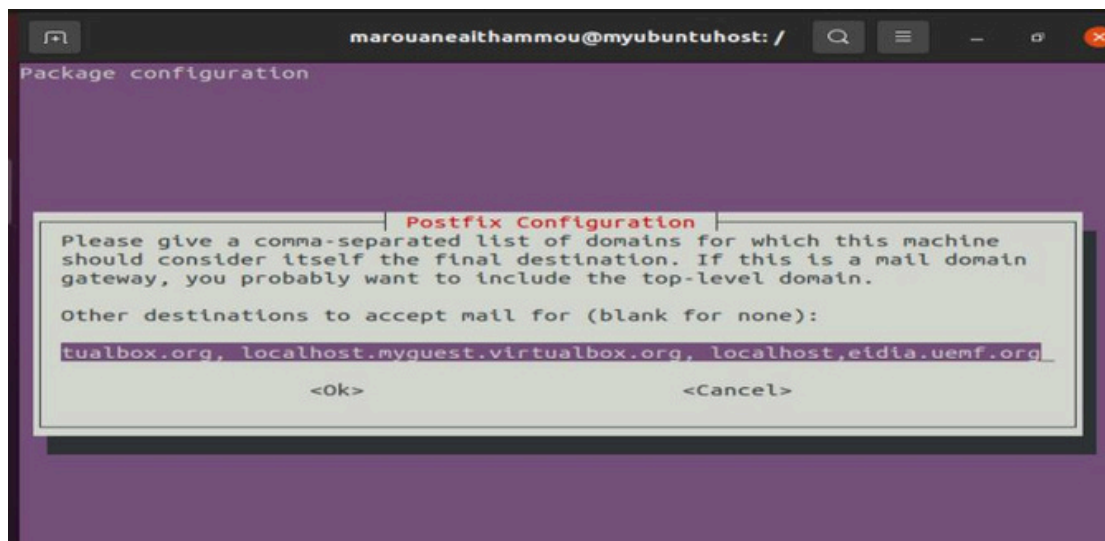 marouaneaithammou@myubuntuhost: /
Package configuration
Postfix Configuration
Please give a comma-separated list of domains for which this machine
should consider itself the final destination. If this is a mail domain
gateway, you probably want to include the top-level domain.
Other destinations to accept mail for (blank for none):
tualbox.org, localhost.myguest.virtualbox.org, localhost,eidia.uemf.org_
<Ok> <Cancel>